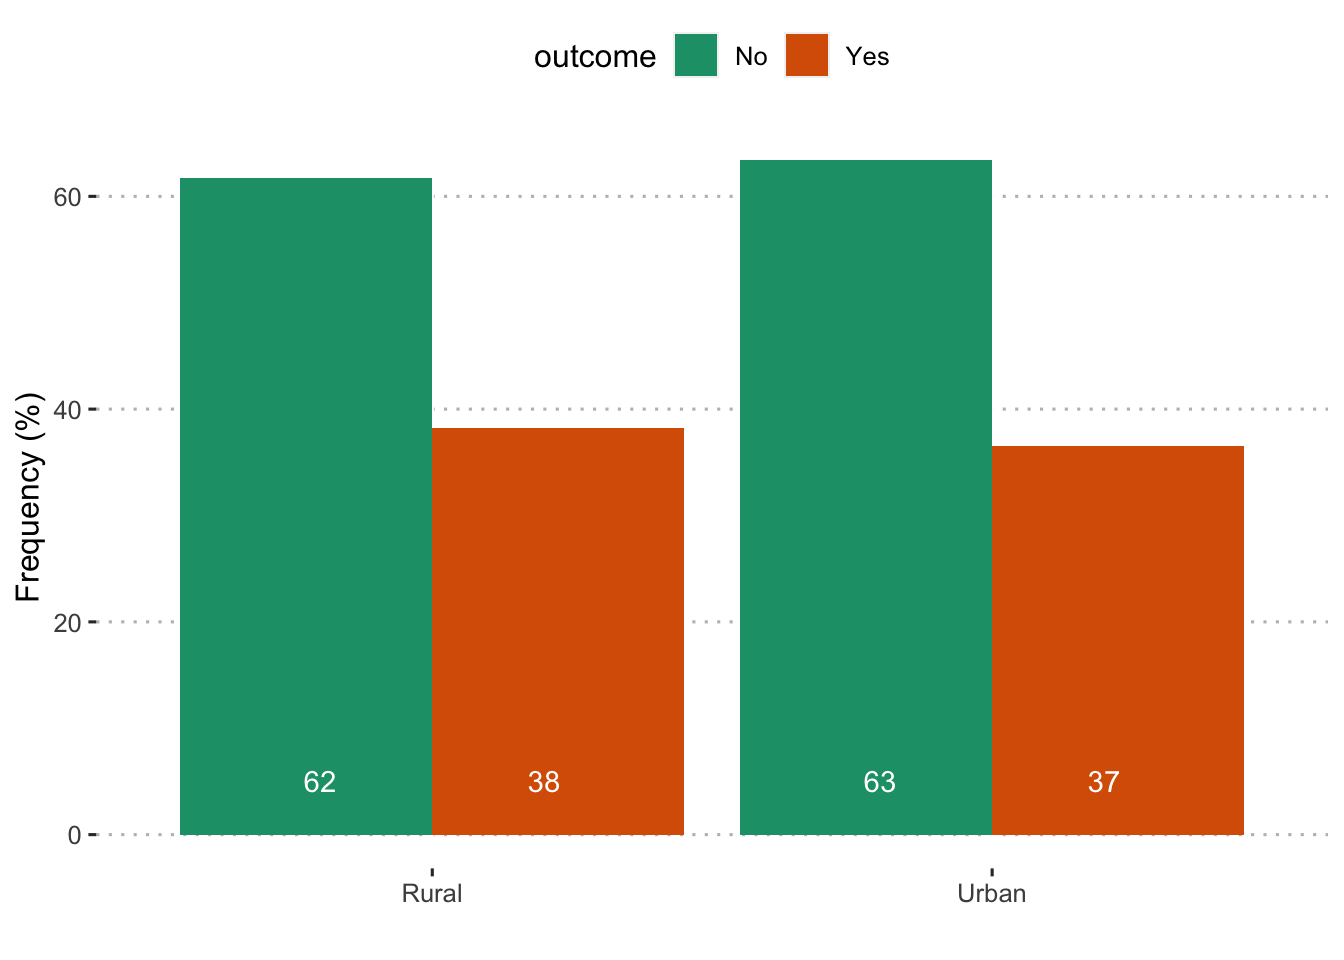 outcome No Yes
Frequency (%)
60
40
20
0
62 38 63 37
Rural Urban